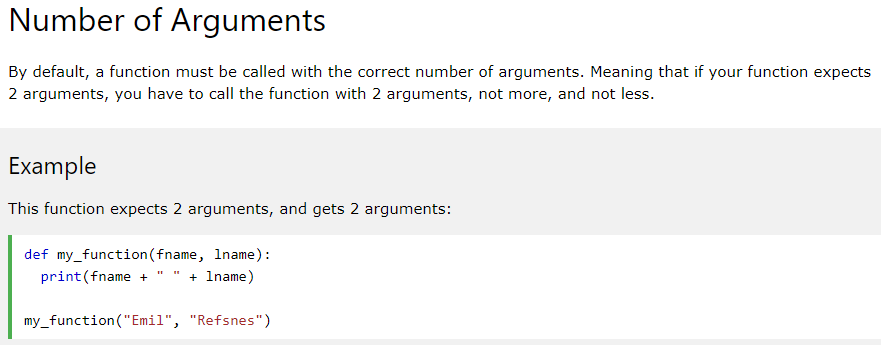 Number of Arguments
By default, a function must be called with the correct number of arguments. Meaning that if your function expects
2 arguments, you have to call the function with 2 arguments, not more, and not less.
Example
This function expects 2 arguments, and gets 2 arguments:
def my_function(fname, lname):
  print(fname + " " + lname)
my_function("Emil", "Refsnes")